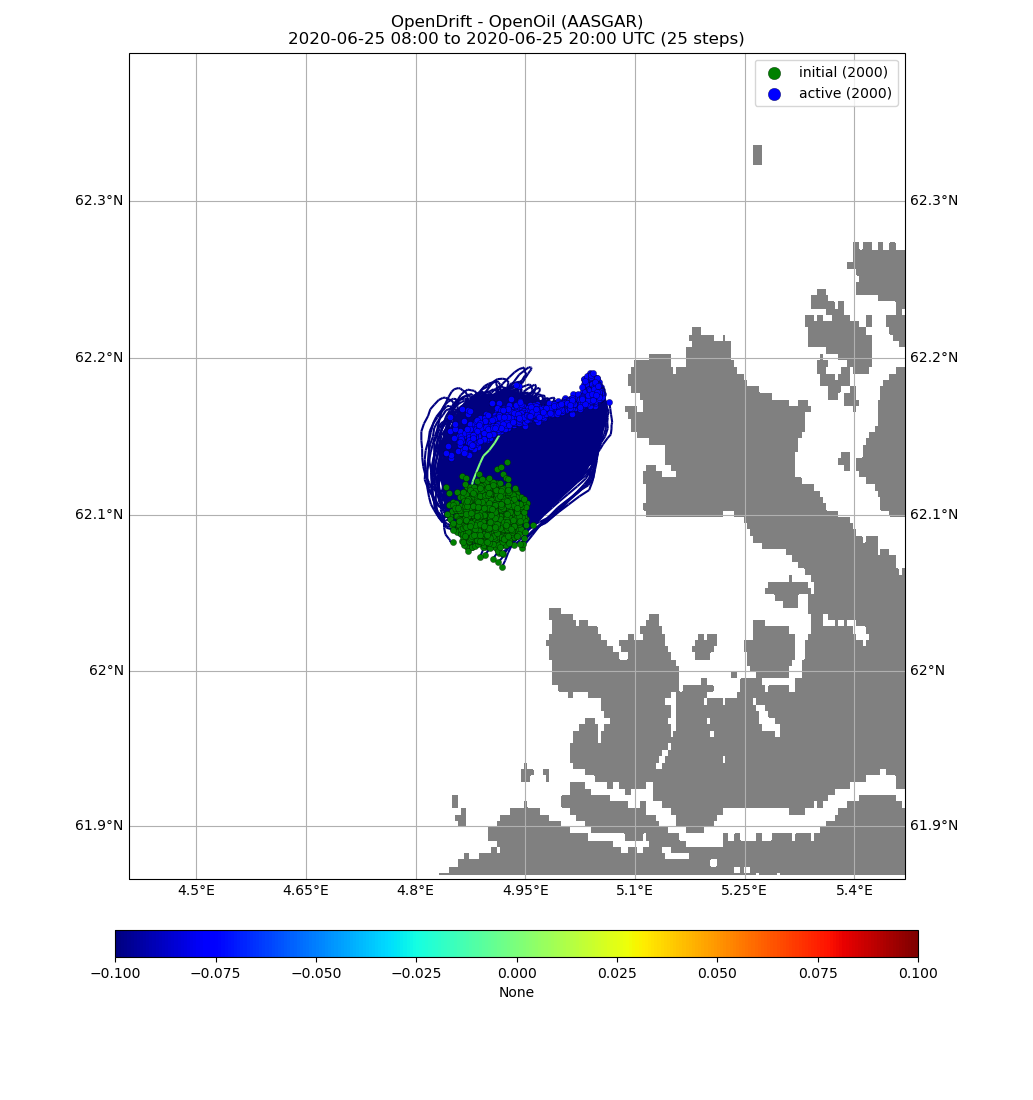 OpenDrift - OpenOil (AASGAR)
2020-06-25 08:00 to 2020-06-25 20:00 UTC (25 steps)
initial (2000)
active (2000)
62.3°N 62.3°N
62.2°N 62.2°N
62.1°N 62.1°N
62°N 62°N
61.9°N 61.9°N
4.5°E 4.65°E 4.8°E 4.95°E 5.1°E 5.25°E 5.4°E
−0.100 −0.075 −0.050 −0.025 0.000 0.025 0.050 0.075 0.100
None